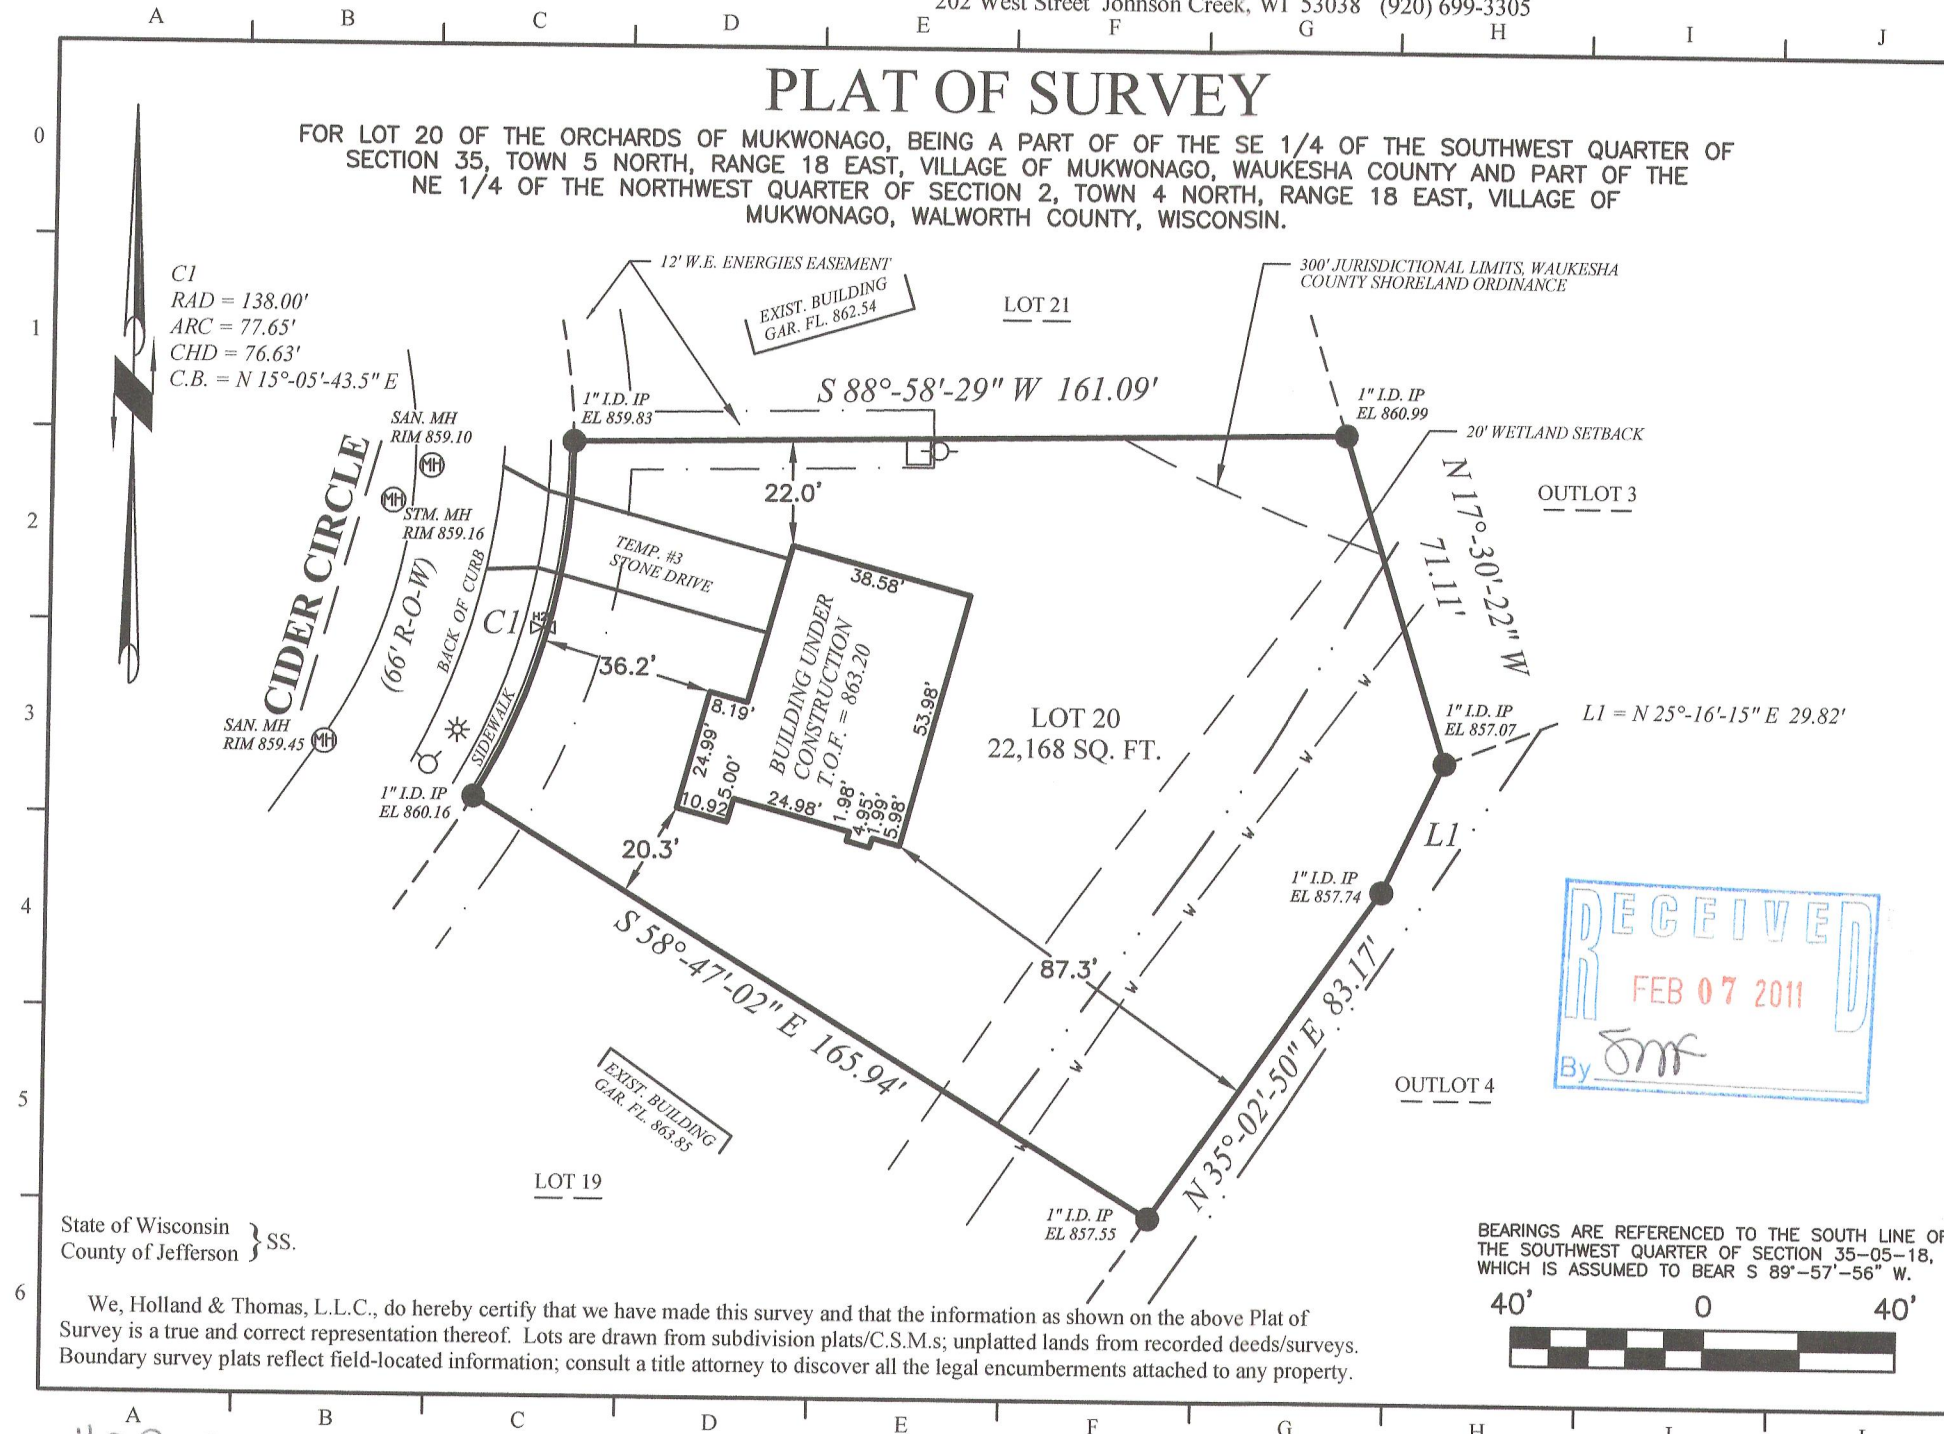 202 West Street Johnson Creek, WI 53038 (920) 699-3305
A B C D E F G H I J
PLAT OF SURVEY
FOR LOT 20 OF THE ORCHARDS OF MUKWONAGO, BEING A PART OF OF THE SE 1/4 OF THE SOUTHWEST QUARTER OF
SECTION 35, TOWN 5 NORTH, RANGE 18 EAST, VILLAGE OF MUKWONAGO, WAUKESHA COUNTY AND PART OF THE
NE 1/4 OF THE NORTHWEST QUARTER OF SECTION 2, TOWN 4 NORTH, RANGE 18 EAST, VILLAGE OF
MUKWONAGO, WALWORTH COUNTY, WISCONSIN.
0
1
2
3
4
5
6
C1
RAD = 138.00'
ARC = 77.65'
CHD = 76.63'
C.B. = N 15°-05'-43.5" E
12' W.E. ENERGIES EASEMENT
EXIST. BUILDING
GAR. FL. 862.54
LOT 21
300' JURISDICTIONAL LIMITS, WAUKESHA
COUNTY SHORELAND ORDINANCE
1" I.D. IP
EL 859.83
S 88°-58'-29" W 161.09'
1" I.D. IP
EL 860.99
20' WETLAND SETBACK
SAN. MH
RIM 859.10
MH
MH
STM. MH
RIM 859.16
CIDER CIRCLE
(66' R-O-W)
BACK OF CURB
SIDEWALK
C1
H2
SAN. MH
RIM 859.45
MH
22.0'
TEMP. #3
STONE DRIVE
38.58'
36.2'
8.19'
24.99'
BUILDING UNDER
CONSTRUCTION
T.O.F. = 863.20
53.98'
10.92
5.00'
24.98'
1.98'
4.95'
1.99'
5.98'
20.3'
LOT 20
22,168 SQ. FT.
N 17°-30'-22" W
71.11'
OUTLOT 3
1" I.D. IP
EL 857.07
L1 = N 25°-16'-15" E 29.82'
L1
1" I.D. IP
EL 857.74
1" I.D. IP
EL 860.16
W
W
W
W
W
W
W
87.3'
S 58°-47'-02" E 165.94'
N 35°-02'-50" E 83.17'
EXIST. BUILDING
GAR. FL. 863.85
LOT 19
OUTLOT 4
1" I.D. IP
EL 857.55
RECEIVED
FEB 07 2011
By
State of Wisconsin
County of Jefferson
} SS.
BEARINGS ARE REFERENCED TO THE SOUTH LINE OF
THE SOUTHWEST QUARTER OF SECTION 35-05-18,
WHICH IS ASSUMED TO BEAR S 89°-57'-56" W.
40' 0 40'
We, Holland & Thomas, L.L.C., do hereby certify that we have made this survey and that the information as shown on the above Plat of
Survey is a true and correct representation thereof. Lots are drawn from subdivision plats/C.S.M.s; unplatted lands from recorded deeds/surveys.
Boundary survey plats reflect field-located information; consult a title attorney to discover all the legal encumberments attached to any property.
A B C D E F G H